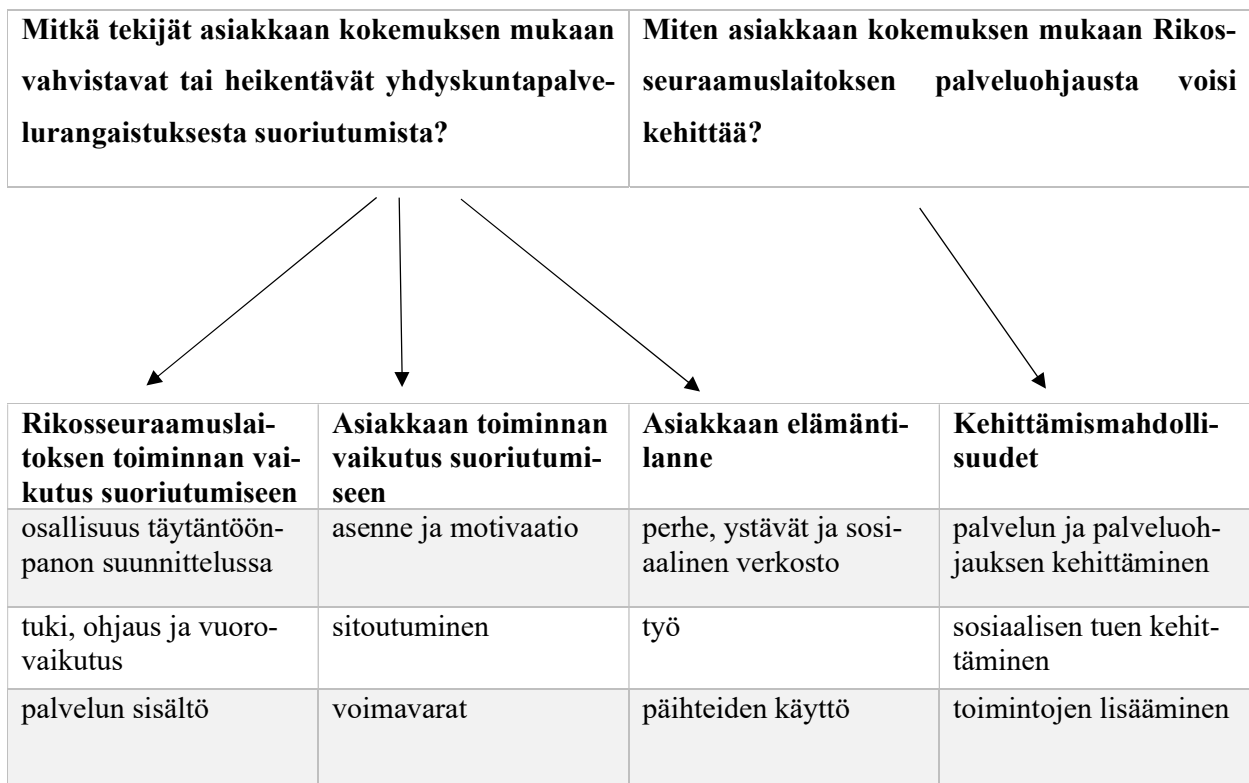 Mitkä tekijät asiakkaan kokemuksen mukaan
vahvistavat tai heikentävät yhdyskuntapalve-
lurangaistuksesta suoriutumista?
Miten asiakkaan kokemuksen mukaan Rikos-
seuraamuslaitoksen palveluohjausta voisi
kehittää?
Rikosseuraamuslai-
toksen toiminnan vai-
kutus suoriutumiseen
Asiakkaan toiminnan
vaikutus suoriutumi-
seen
Asiakkaan elämänti-
lanne
Kehittämismahdolli-
suudet
osallisuus täytäntöön-
panon suunnittelussa
asenne ja motivaatio
perhe, ystävät ja sosi-
aalinen verkosto
palvelun ja palveluoh-
jauksen kehittäminen
tuki, ohjaus ja vuoro-
vaikutus
sitoutuminen
työ
sosiaalisen tuen kehit-
täminen
palvelun sisältö
voimavarat
päihteiden käyttö
toimintojen lisääminen